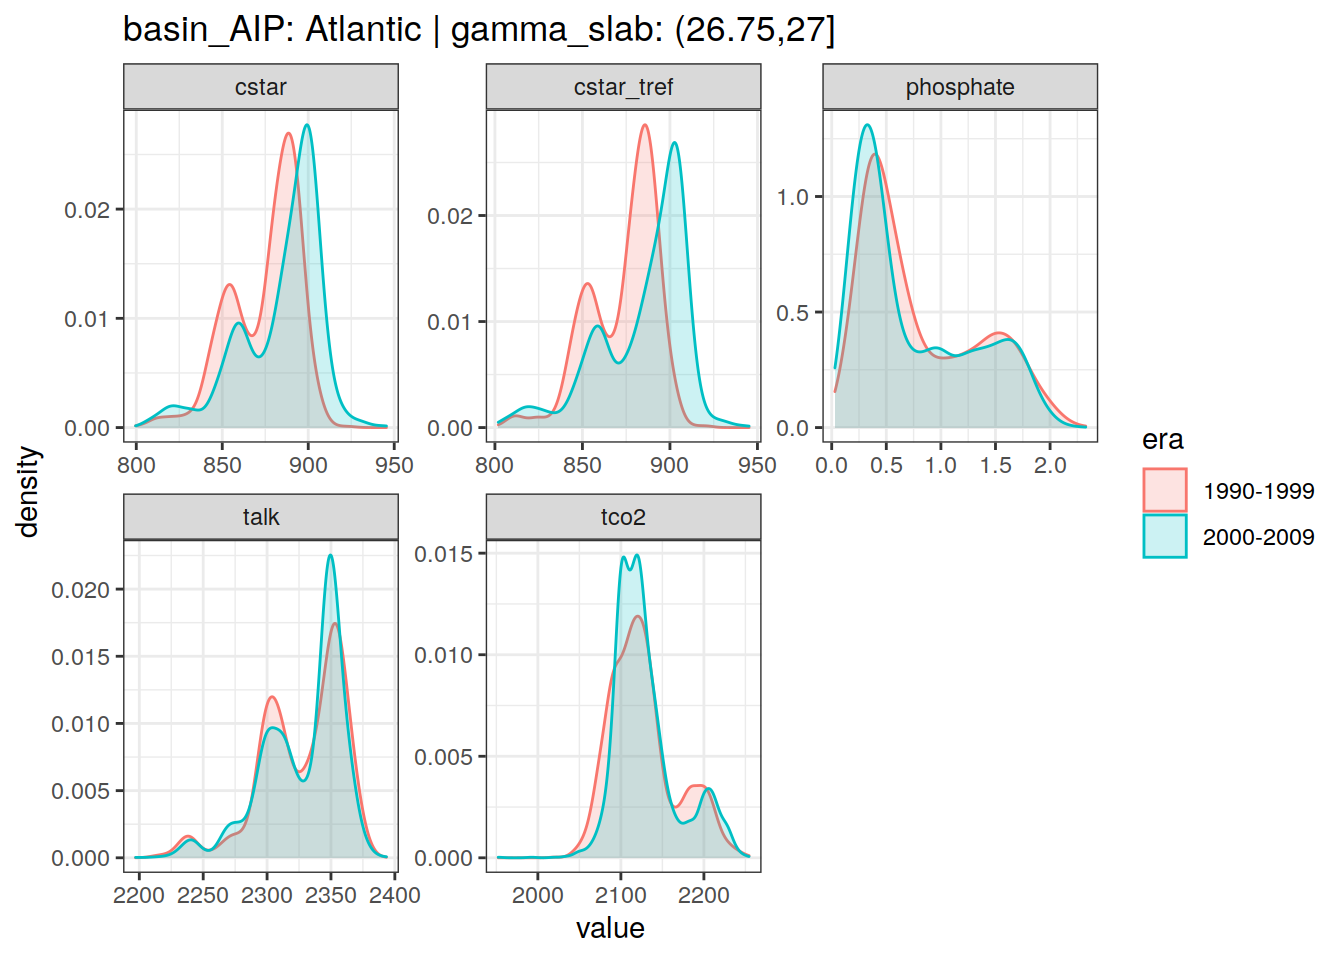 basin_AIP: Atlantic | gamma_slab: (26.75,27]
cstar
cstar_tref
phosphate
0.02
0.01
0.00
800 850 900 950
0.02
0.01
0.00
800 850 900 950
1.0
0.5
0.0
0.0 0.5 1.0 1.5 2.0
density
talk
tco2
0.020
0.015
0.010
0.005
0.000
2200 2250 2300 2350 2400
0.015
0.010
0.005
0.000
2000 2100 2200
value
era
1990-1999
2000-2009